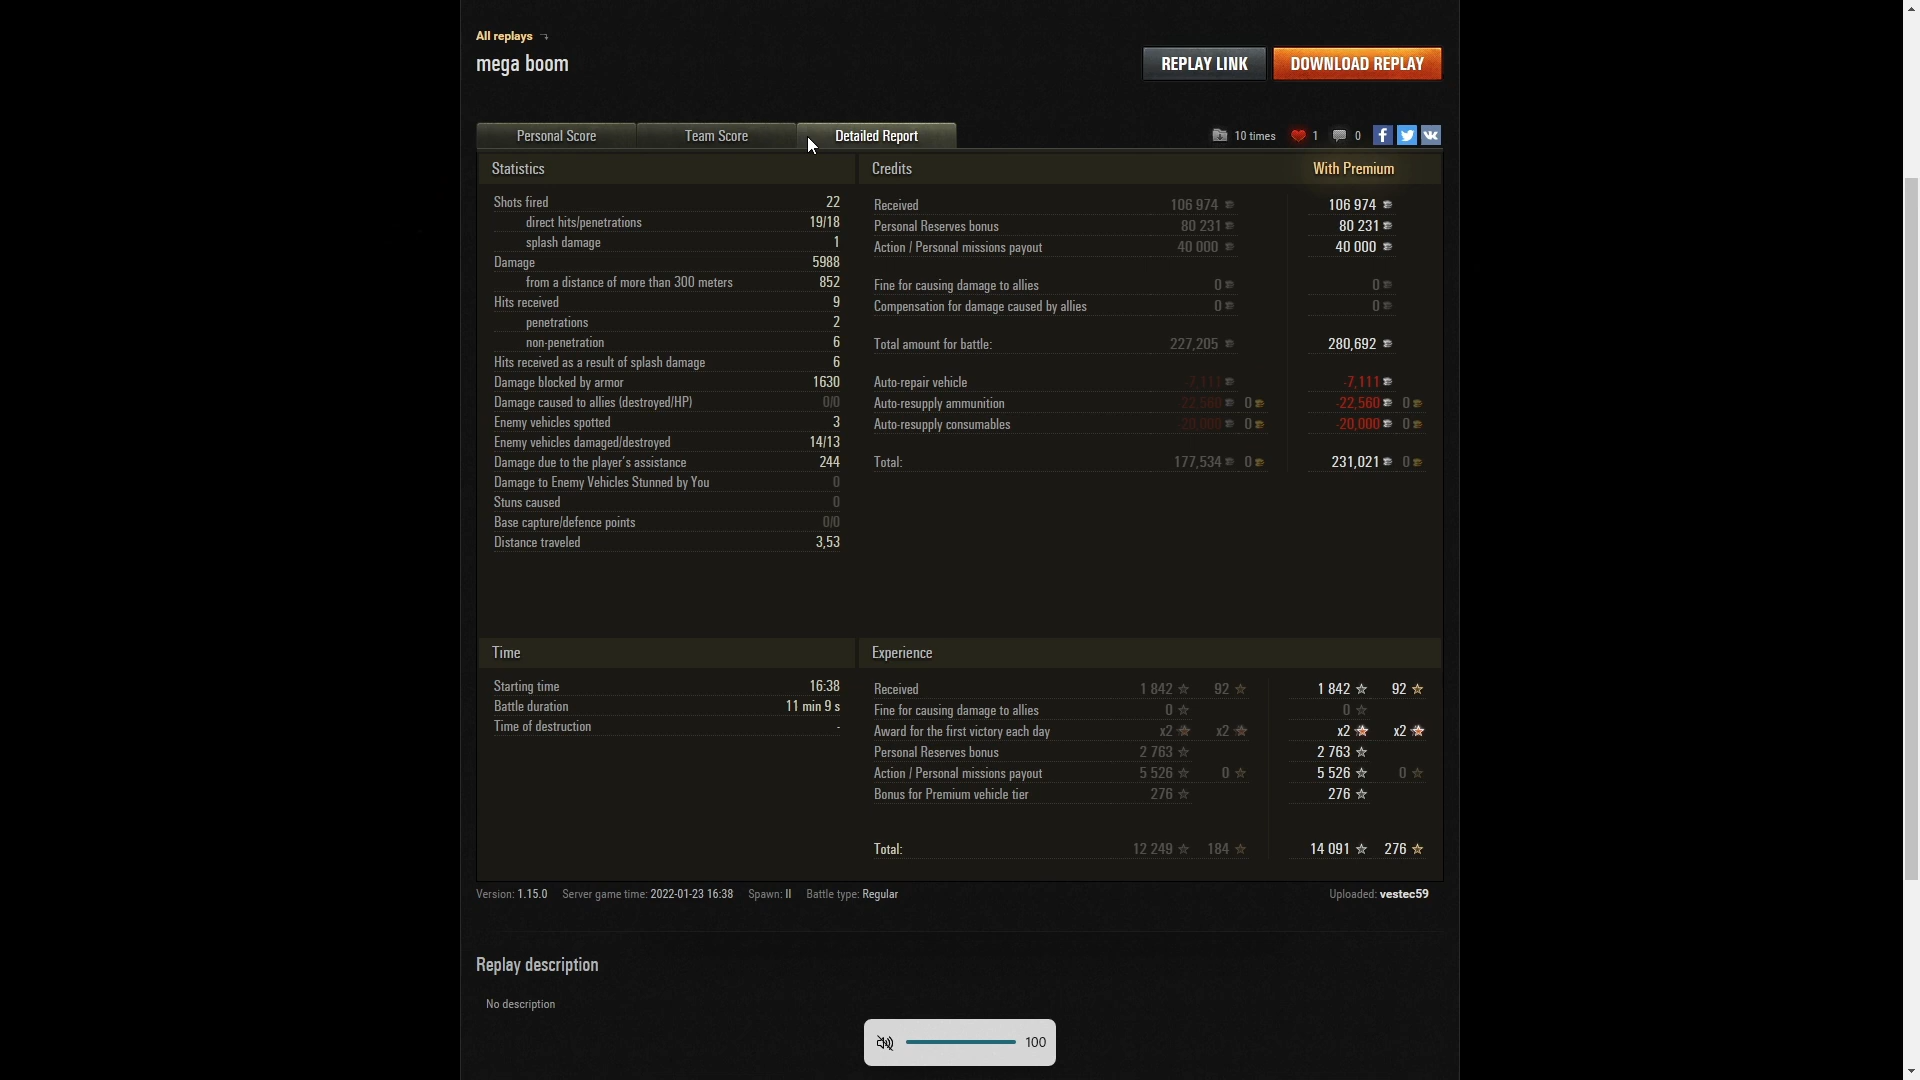 All replays
mega boom
REPLAY LINK
DOWNLOAD REPLAY
Personal Score
Team Score
Detailed Report
10 times
1
0
Statistics
Shots fired 22
direct hits/penetrations 19/18
splash damage 1
Damage 5988
from a distance of more than 300 meters 852
Hits received 9
penetrations 2
non-penetration 6
Hits received as a result of splash damage 6
Damage blocked by armor 1630
Damage caused to allies (destroyed/HP) 0/0
Enemy vehicles spotted 3
Enemy vehicles damaged/destroyed 14/13
Damage due to the player's assistance 244
Damage to Enemy Vehicles Stunned by You 0
Stuns caused 0
Base capture/defence points 0/0
Distance traveled 3,53
Credits With Premium
Received 106 974 106 974
Personal Reserves bonus 80 231 80 231
Action / Personal missions payout 40 000 40 000
Fine for causing damage to allies 0 0
Compensation for damage caused by allies 0 0
Total amount for battle: 227,205 280,692
Auto-repair vehicle -7,111 -7,111
Auto-resupply ammunition -22,560 0 -22,560 0
Auto-resupply consumables -20,000 0 -20,000 0
Total: 177,534 0 231,021 0
Time
Starting time 16:38
Battle duration 11 min 9 s
Time of destruction -
Experience
Received 1 842 92 1 842 92
Fine for causing damage to allies 0 0
Award for the first victory each day x2 x2 x2 x2
Personal Reserves bonus 2 763 2 763
Action / Personal missions payout 5 526 0 5 526 0
Bonus for Premium vehicle tier 276 276
Total: 12 249 184 14 091 276
Version: 1.15.0 Server game time: 2022-01-23 16:38 Spawn: II Battle type: Regular Uploaded: vestec59
Replay description
No description
100